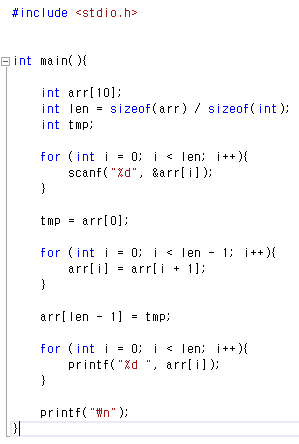 #include <stdio.h>
int main(){
int arr[10];
int len = sizeof(arr) / sizeof(int);
int tmp;
for (int i = 0; i < len; i++){
scanf("%d", &arr[i]);
}
tmp = arr[0];
for (int i = 0; i < len - 1; i++){
arr[i] = arr[i + 1];
}
arr[len - 1] = tmp;
for (int i = 0; i < len; i++){
printf("%d ", arr[i]);
}
printf("₩n");
}